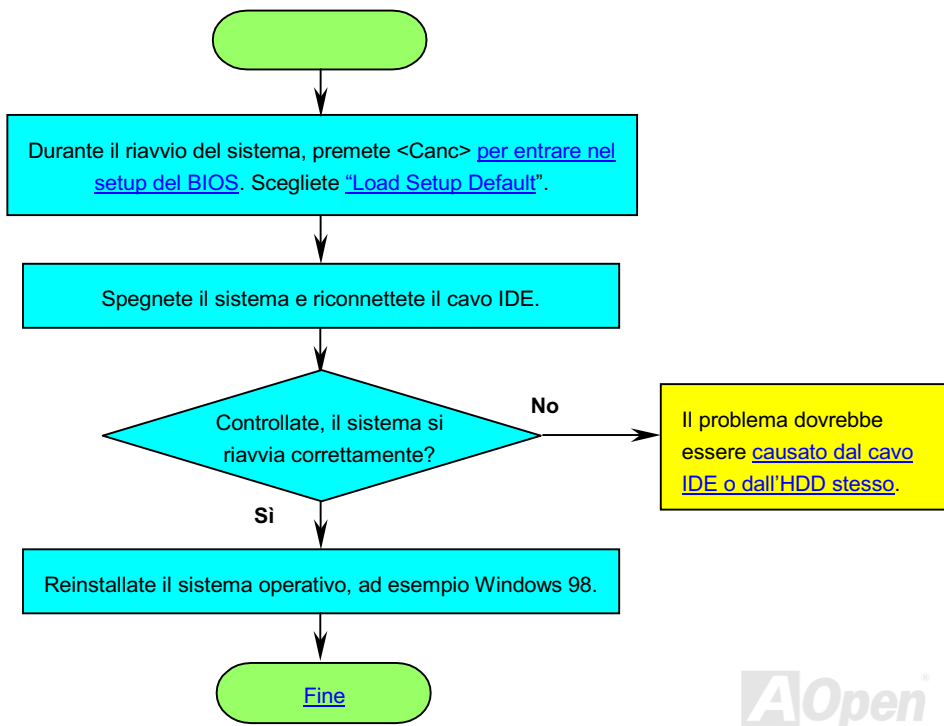 Durante il riavvio del sistema, premete <Canc> per entrare nel
setup del BIOS. Scegliete “Load Setup Default”.
Spegnete il sistema e riconnettete il cavo IDE.
Controllate, il sistema si
riavvia correttamente?
No
Il problema dovrebbe
essere causato dal cavo
IDE o dall’HDD stesso.
Sì
Reinstallate il sistema operativo, ad esempio Windows 98.
Fine
AOpen®